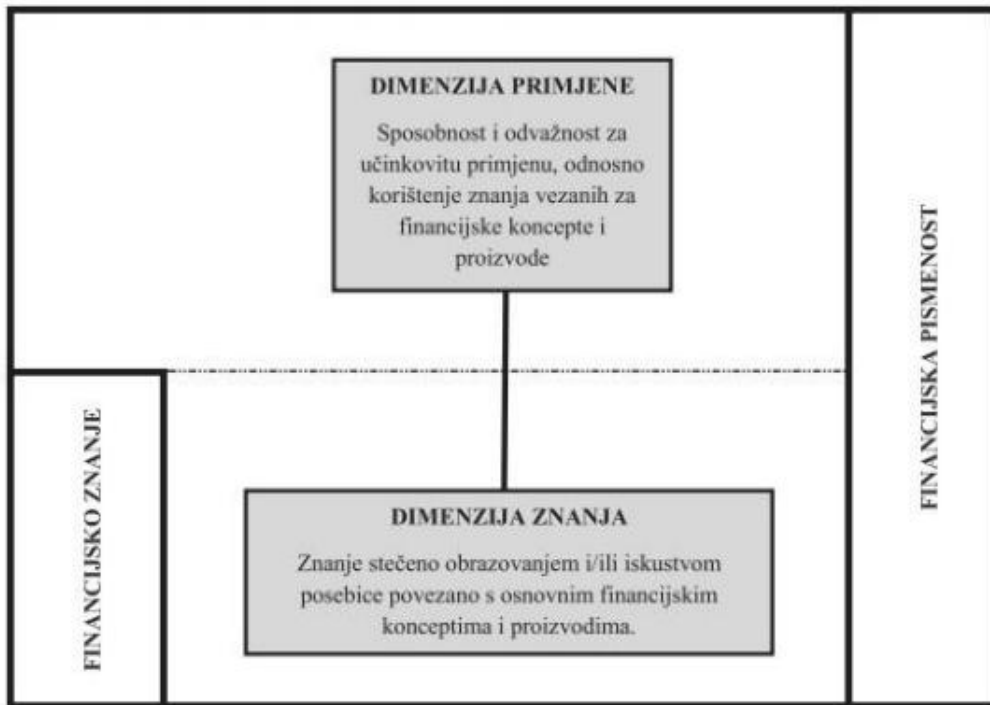 DIMENZIJA PRIMJENE
Sposobnost i odvažnost za
učinkovitu primjenu, odnosno
korištenje znanja vezanih za
financijske koncepte i
proizvode
FINANCIJSKA PISMENOST
FINANCIJSKO ZNANJE
DIMENZIJA ZNANJA
Znanje stečeno obrazovanjem i/ili iskustvom
posebice povezano s osnovnim financijskim
konceptima i proizvodima.